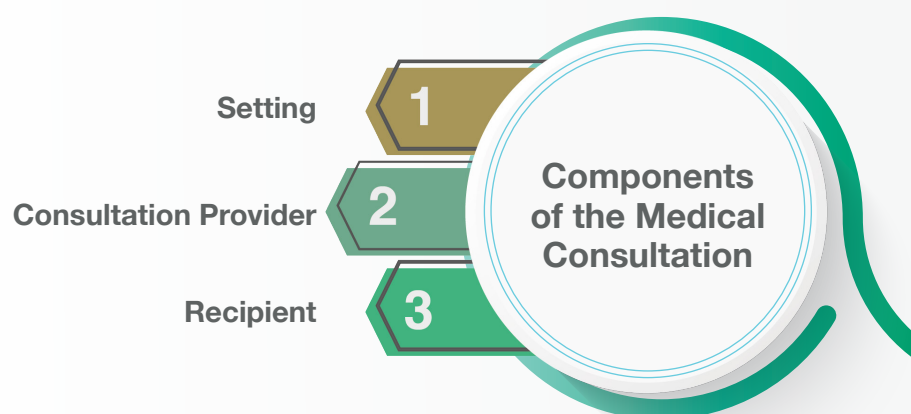 Setting
1
Consultation Provider
2
Recipient
3
Components
of the Medical
Consultation